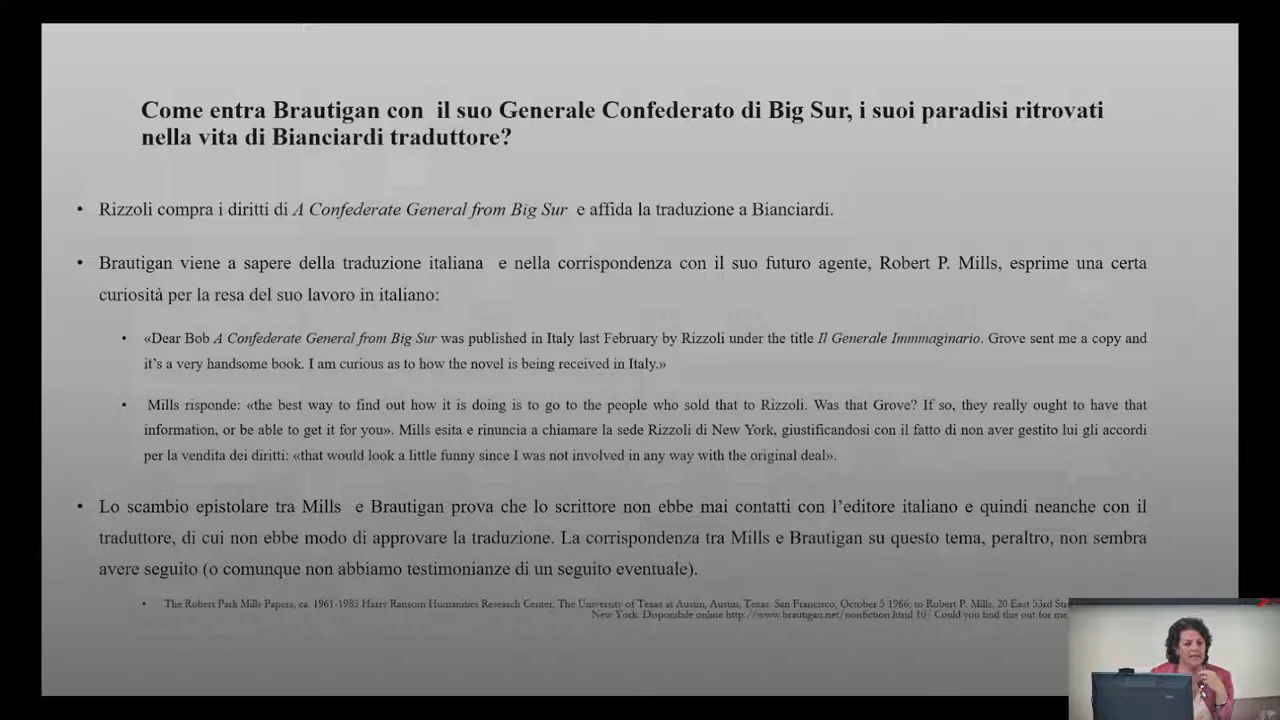 Come entra Brautigan con il suo Generale Confederato di Big Sur, i suoi paradisi ritrovati
nella vita di Bianciardi traduttore?
• Rizzoli compra i diritti di A Confederate General from Big Sur e affida la traduzione a Bianciardi.
• Brautigan viene a sapere della traduzione italiana e nella corrispondenza con il suo futuro agente, Robert P. Mills, esprime una certa
curiosità per la resa del suo lavoro in italiano:
• «Dear Bob A Confederate General from Big Sur was published in Italy last February by Rizzoli under the title Il Generale Immmaginario. Grove sent me a copy and
it's a very handsome book. I am curious as to how the novel is being received in Italy.»
• Mills risponde: «the best way to find out how it is doing is to go to the people who sold that to Rizzoli. Was that Grove? If so, they really ought to have that
information, or be able to get it for you». Mills esita e rinuncia a chiamare la sede Rizzoli di New York, giustificandosi con il fatto di non aver gestito lui gli accordi
per la vendita dei diritti: «that would look a little funny since I was not involved in any way with the original deal».
• Lo scambio epistolare tra Mills e Brautigan prova che lo scrittore non ebbe mai contatti con l'editore italiano e quindi neanche con il
traduttore, di cui non ebbe modo di approvare la traduzione. La corrispondenza tra Mills e Brautigan su questo tema, peraltro, non sembra
avere seguito (o comunque non abbiamo testimonianze di un seguito eventuale).
• The Robert Park Mills Papers, ca. 1961-1983 Harry Ransom Humanities Research Center, The University of Texas at Austin, Austin, Texas. San Francisco, October 5 1966, to Robert P. Mills, 20 East 53rd
New York. Disponibile online http://www.brautigan.net/nonfiction.html Could you find this out for me